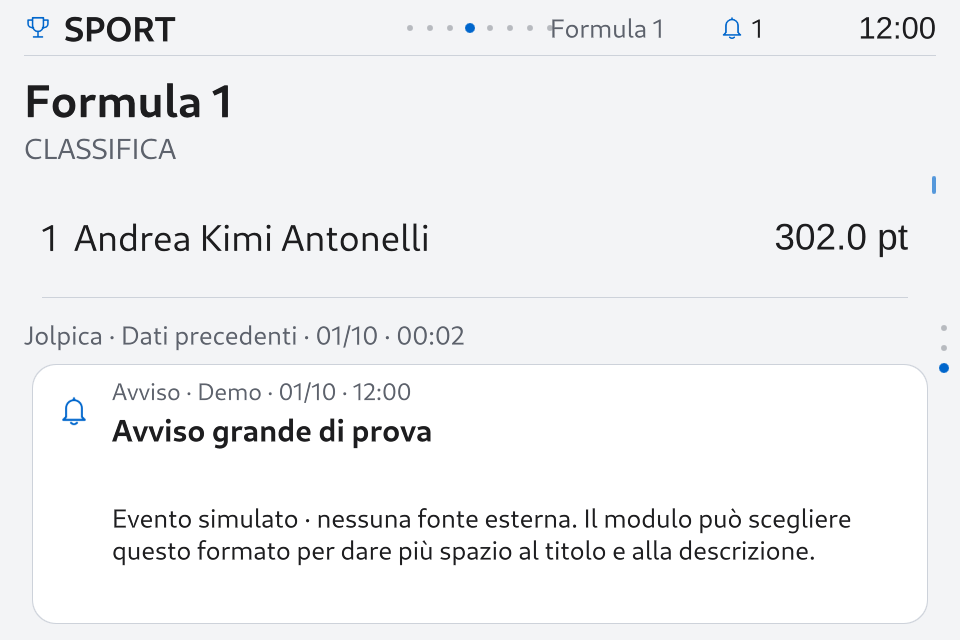 SPORT
Formula 1
1
12:00
Formula 1
CLASSIFICA
1 Andrea Kimi Antonelli
302.0 pt
Jolpica · Dati precedenti · 01/10 · 00:02
Avviso · Demo · 01/10 · 12:00
Avviso grande di prova
Evento simulato · nessuna fonte esterna. Il modulo può scegliere
questo formato per dare più spazio al titolo e alla descrizione.